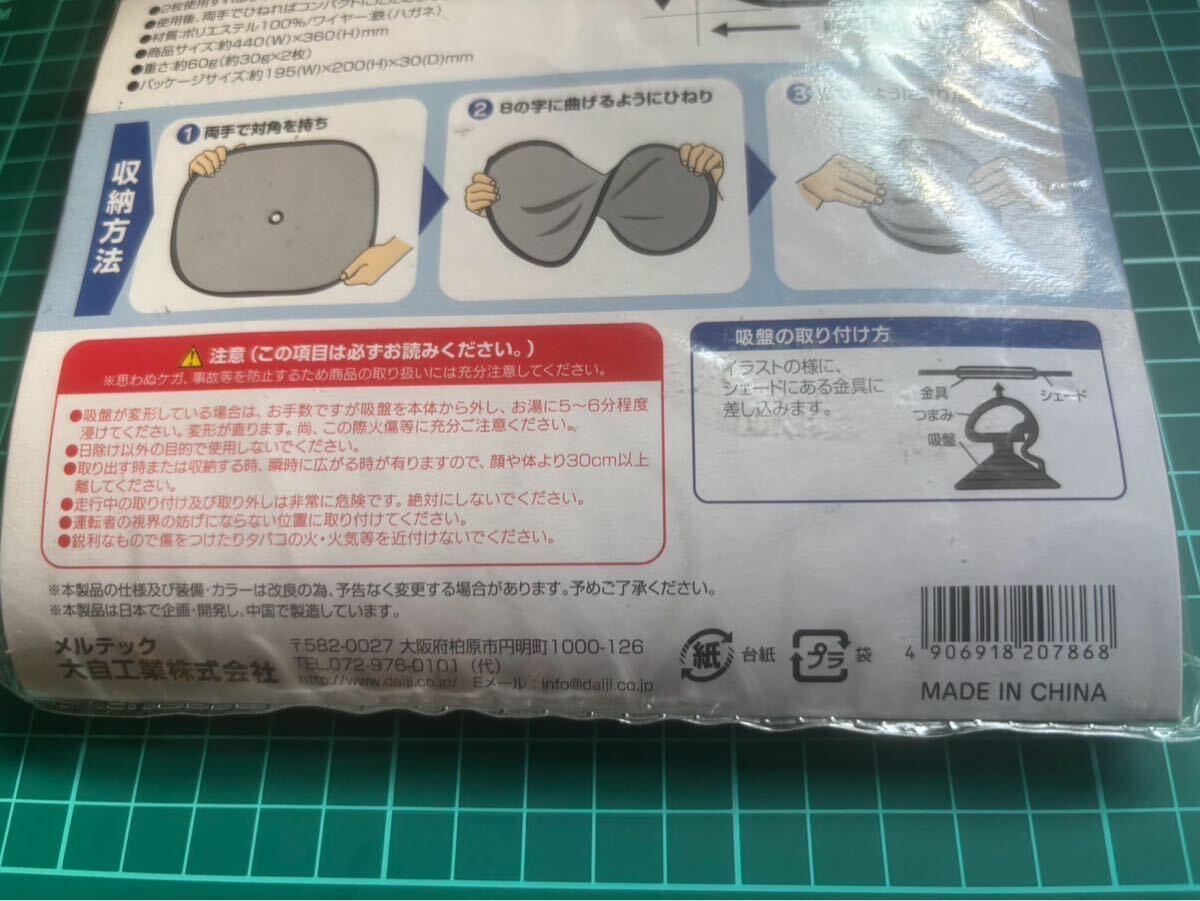 ●2枚使用すれば
●使用後、両手でひねればコンパクトに
●材質:ポリエステル100%/ワイヤー:鉄(ハガネ)
●商品サイズ:約440(W)×360(H)mm
●重さ:約60g(約30g×2枚)
●パッケージサイズ:約195(W)×200(H)×30(D)mm
収納方法
1 両手で対角を持ち
2 8の字に曲げるようにひねり
3
⚠ 注意(この項目は必ずお読みください。)
※思わぬケガ、事故等を防止するため商品の取り扱いには充分注意してください。
●吸盤が変形している場合は、お手数ですが吸盤を本体から外し、お湯に5〜6分程度
浸けてください。変形が直ります。尚、この際火傷等に充分ご注意ください。
●日除け以外の目的で使用しないでください。
●取り出す時または収納する時、瞬時に広がる時が有りますので、顔や体より30cm以上
離してください。
●走行中の取り付け及び取り外しは非常に危険です。絶対にしないでください。
●運転者の視界の妨げにならない位置に取り付けてください。
●鋭利なもので傷をつけたりタバコの火・火気等を近付けないでください。
吸盤の取り付け方
イラストの様に、
シェードにある金具に
差し込みます。
金具
シェード
つまみ
吸盤
※本製品の仕様及び装備・カラーは改良の為、予告なく変更する場合があります。予めご了承ください。
※本製品は日本で企画・開発し、中国で製造しています。
メルテック
大自工業株式会社
〒582-0027 大阪府柏原市円明町1000-126
TEL.072-976-0101 (代)
http://www.daiji.co.jp/ Eメール:info@daiji.co.jp
紙 台紙
プラ 袋
4 906918 207868
MADE IN CHINA